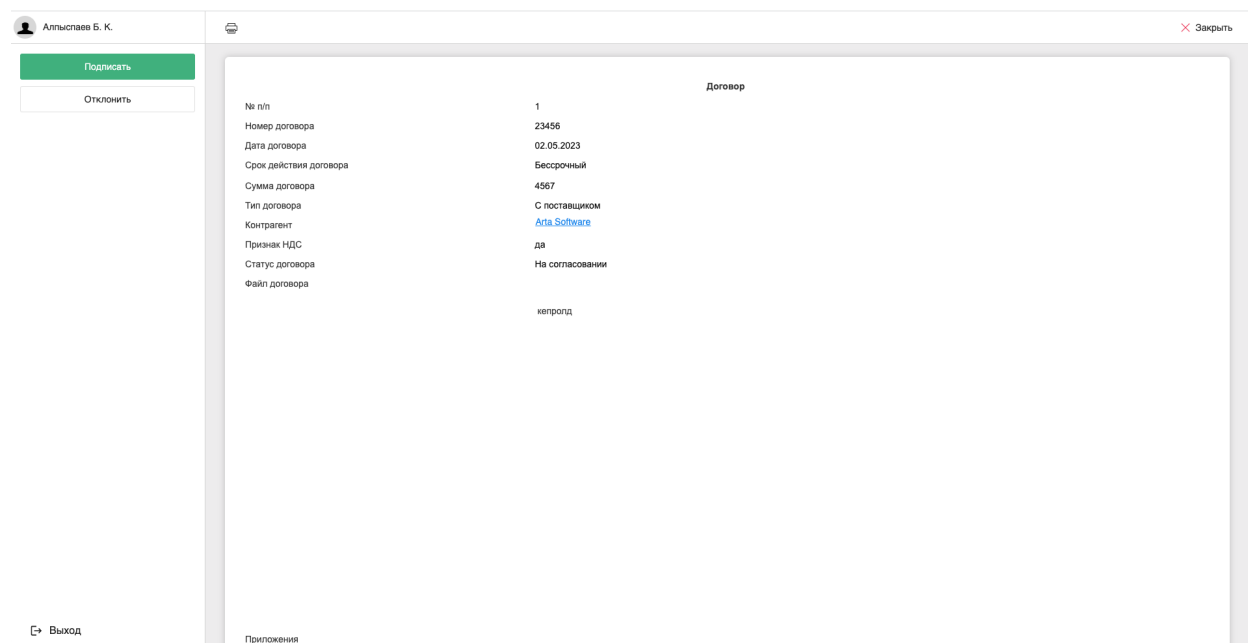 Алпыспаев Б. К.
Закрыть
Подписать
Отклонить
Договор
№ п/п 1
Номер договора 23456
Дата договора 02.05.2023
Срок действия договора Бессрочный
Сумма договора 4567
Тип договора С поставщиком
Контрагент Arta Software
Признак НДС да
Статус договора На согласовании
Файл договора
кепролд
Выход
Приложения